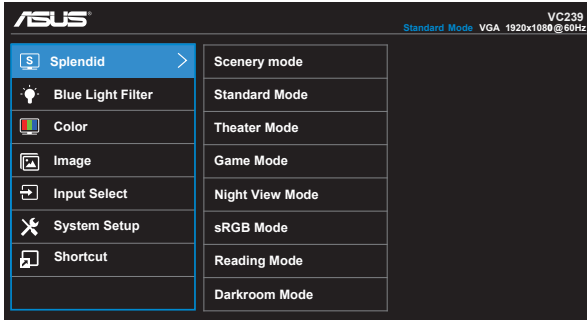 ASUS
VC239
Standard Mode VGA 1920x1080@60Hz
S Splendid
Blue Light Filter
Color
Image
Input Select
System Setup
Shortcut
Scenery mode
Standard Mode
Theater Mode
Game Mode
Night View Mode
sRGB Mode
Reading Mode
Darkroom Mode